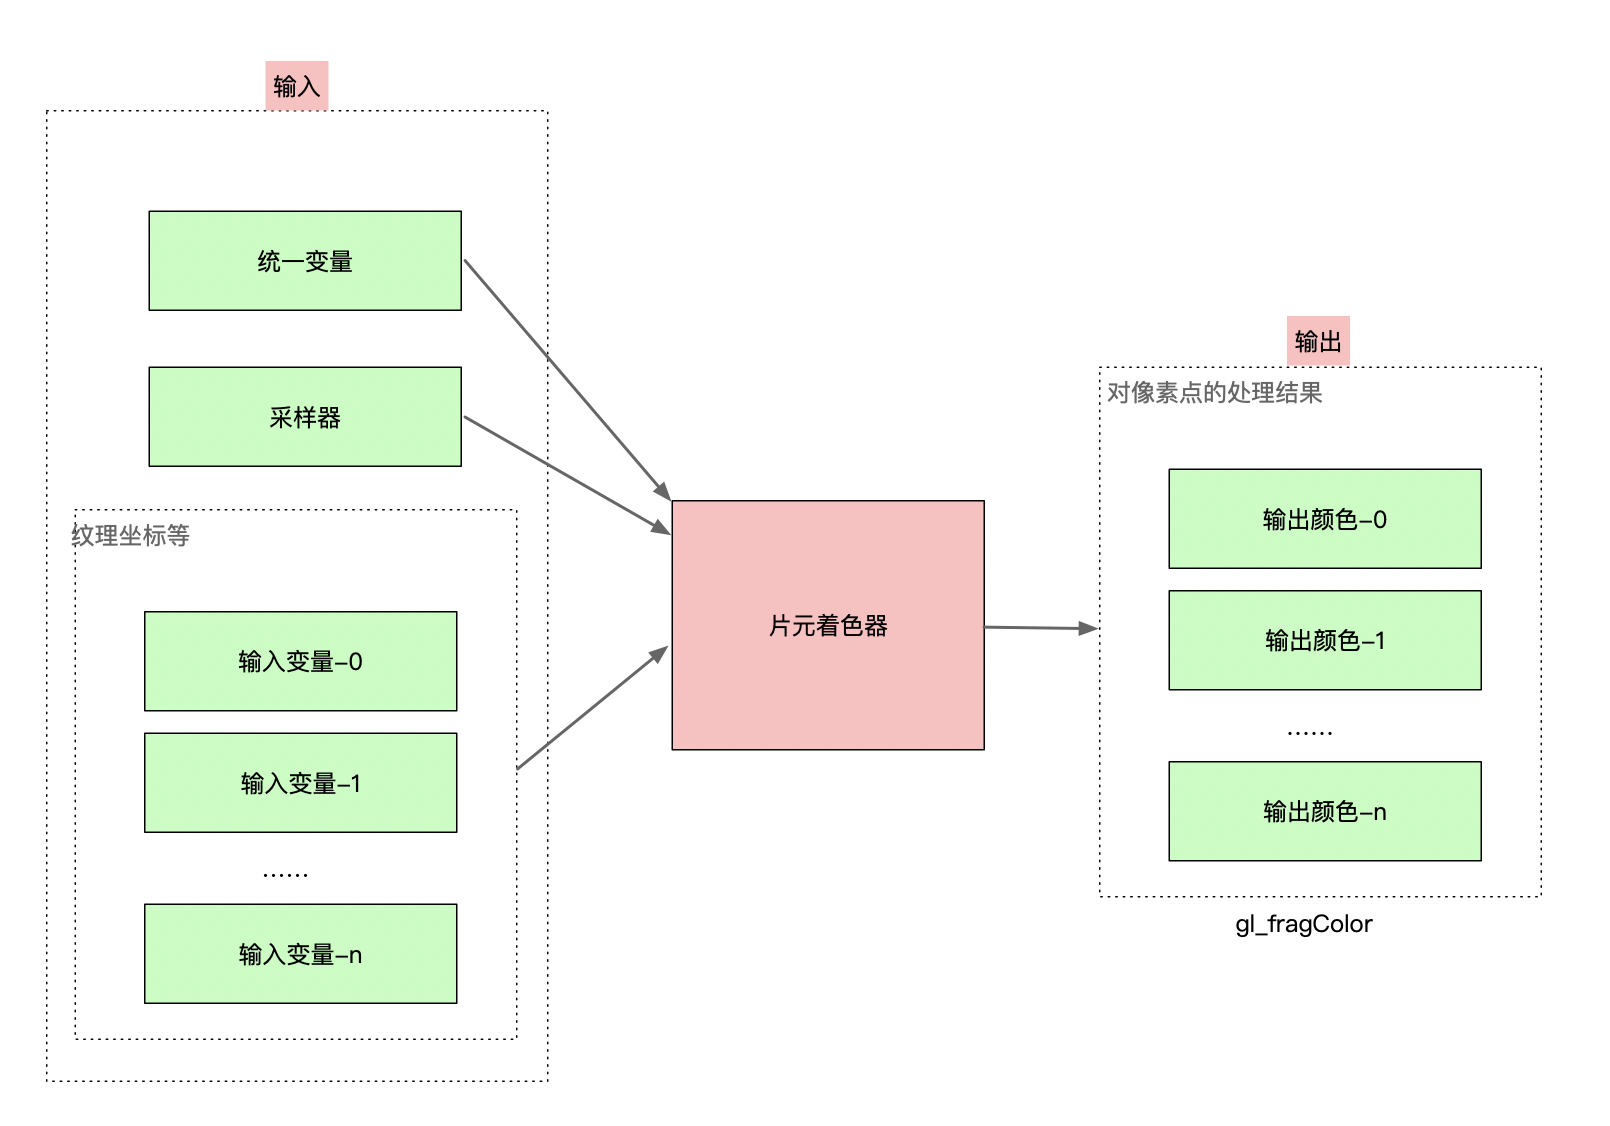 输入
统一变量
采样器
纹理坐标等
输入变量-0
输入变量-1
......
输入变量-n
片元着色器
输出
对像素点的处理结果
输出颜色-0
输出颜色-1
......
输出颜色-n
gl_fragColor